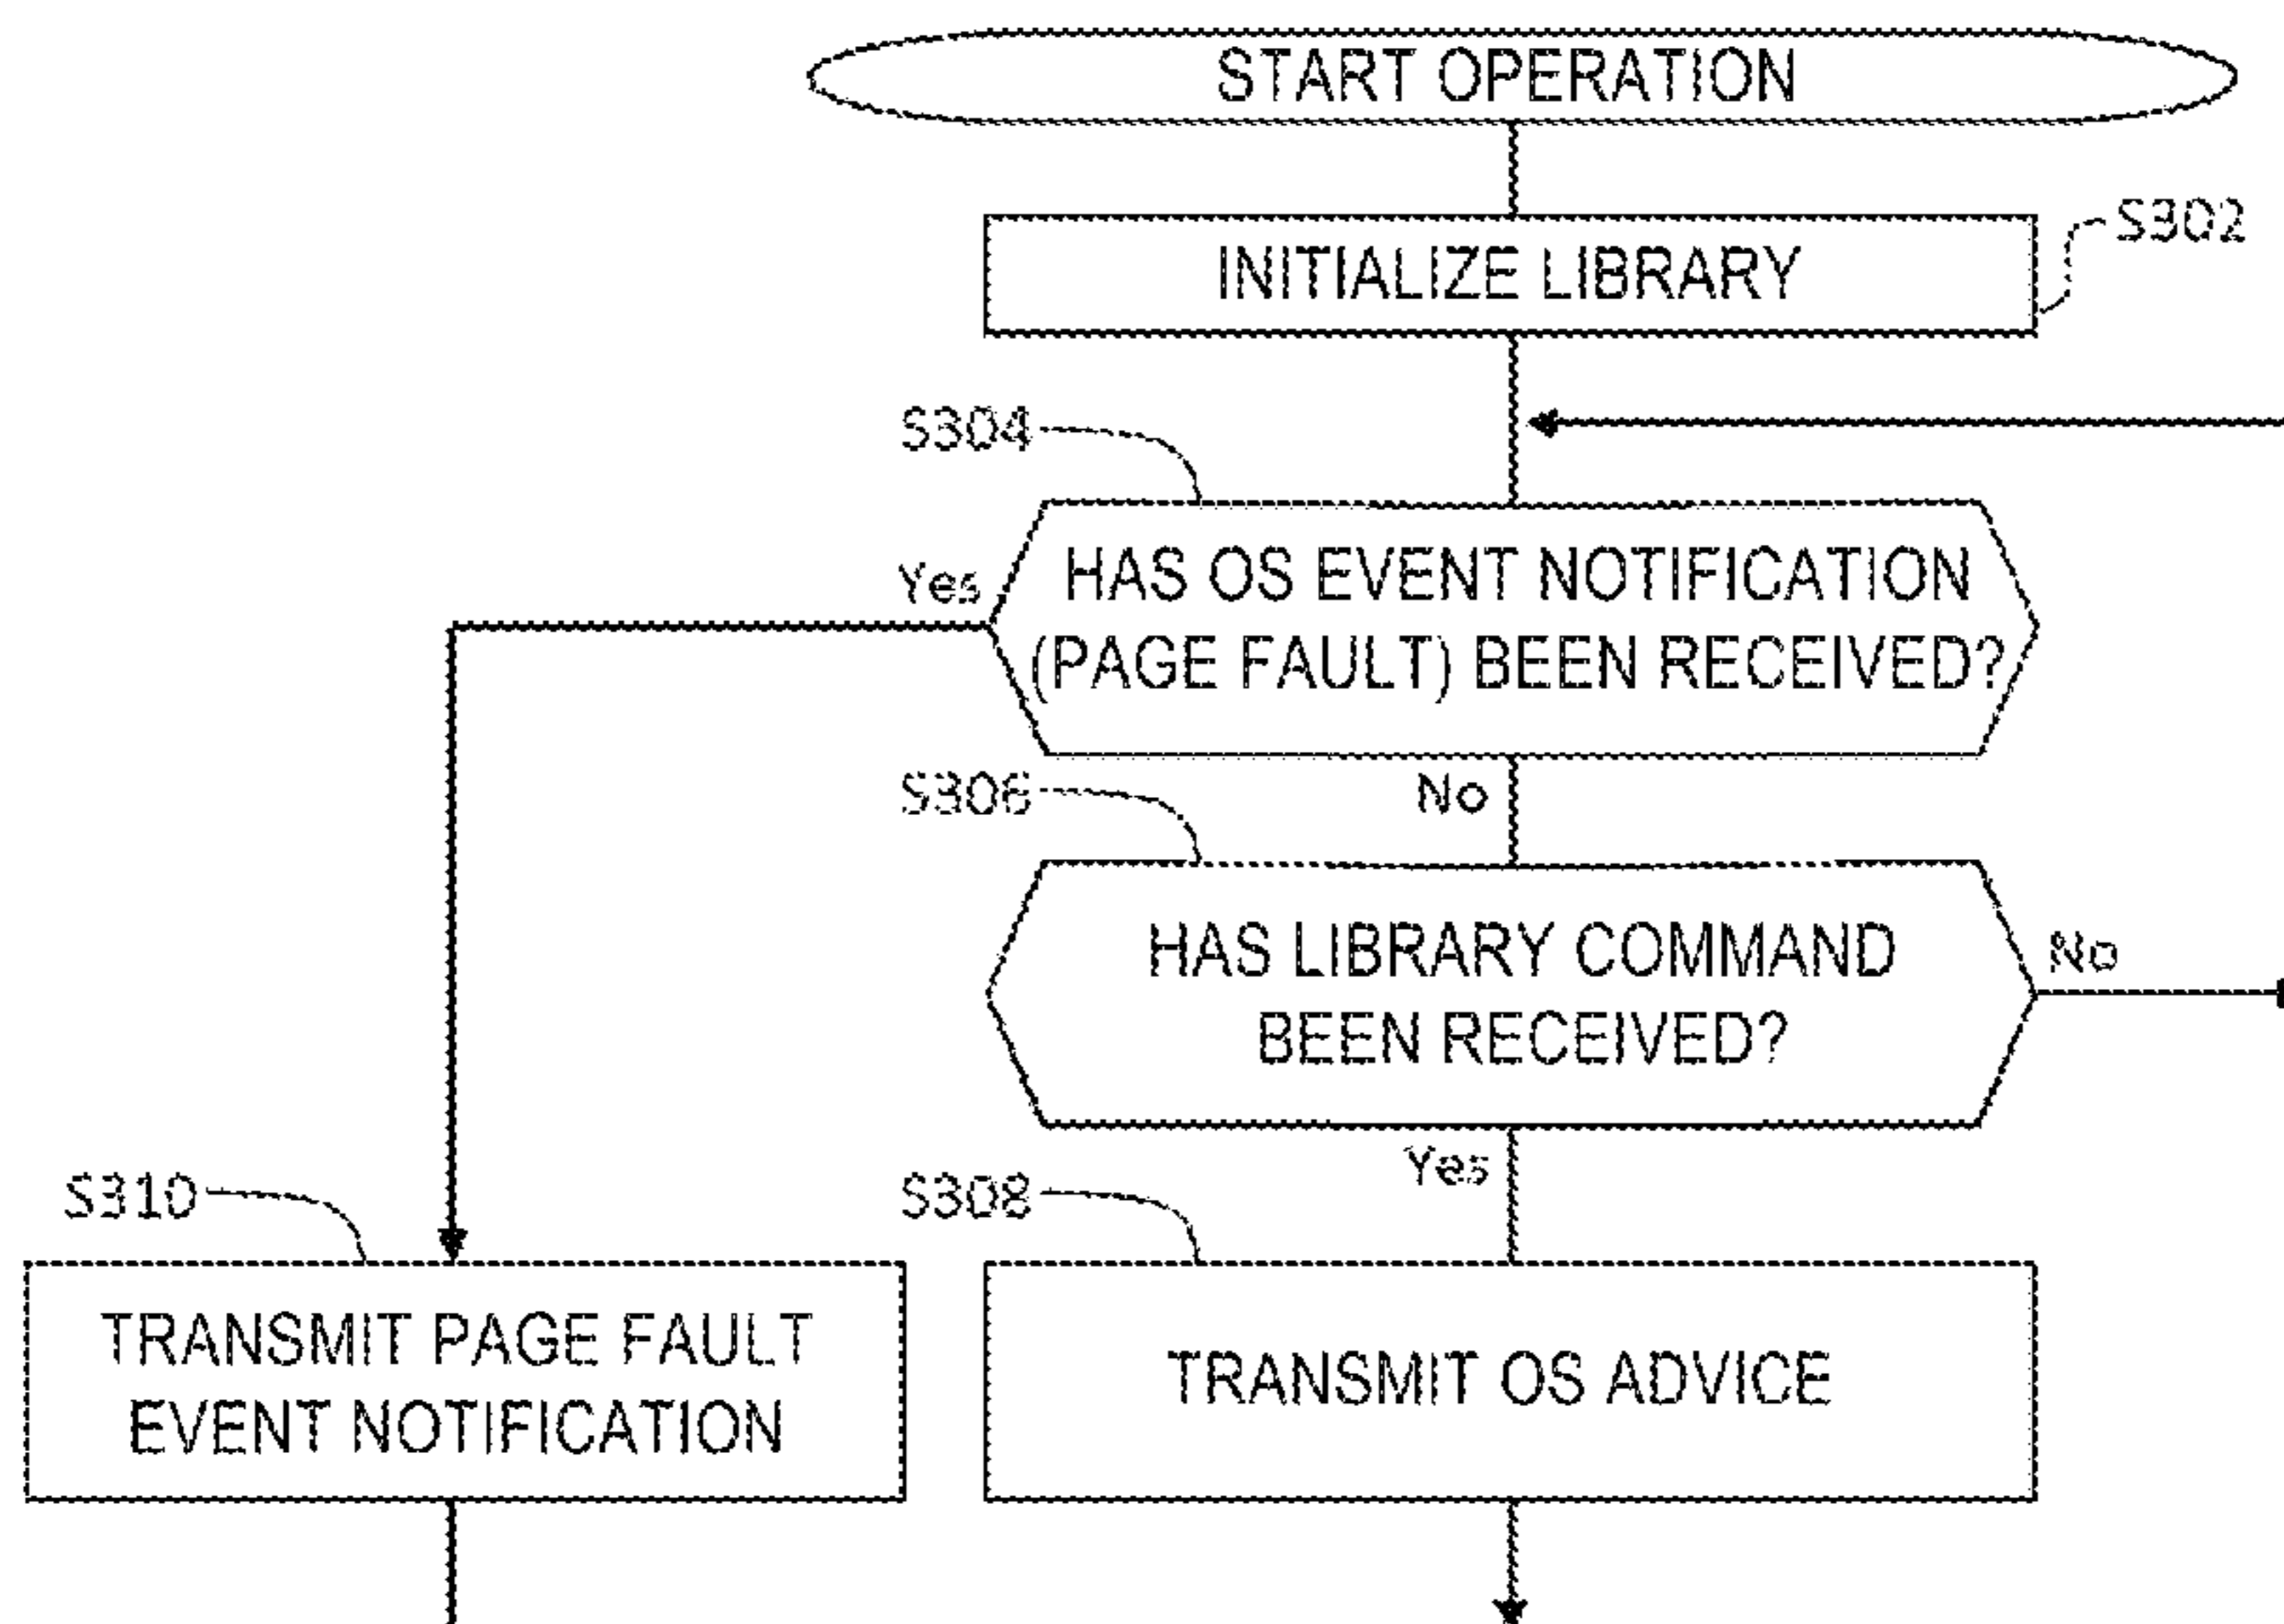 START OPERATION
INITIALIZE LIBRARY
S302
S304
Yes
HAS OS EVENT NOTIFICATION
(PAGE FAULT) BEEN RECEIVED?
S306
No
HAS LIBRARY COMMAND
BEEN RECEIVED?
No
Yes
S310
S308
TRANSMIT PAGE FAULT
EVENT NOTIFICATION
TRANSMIT OS ADVICE